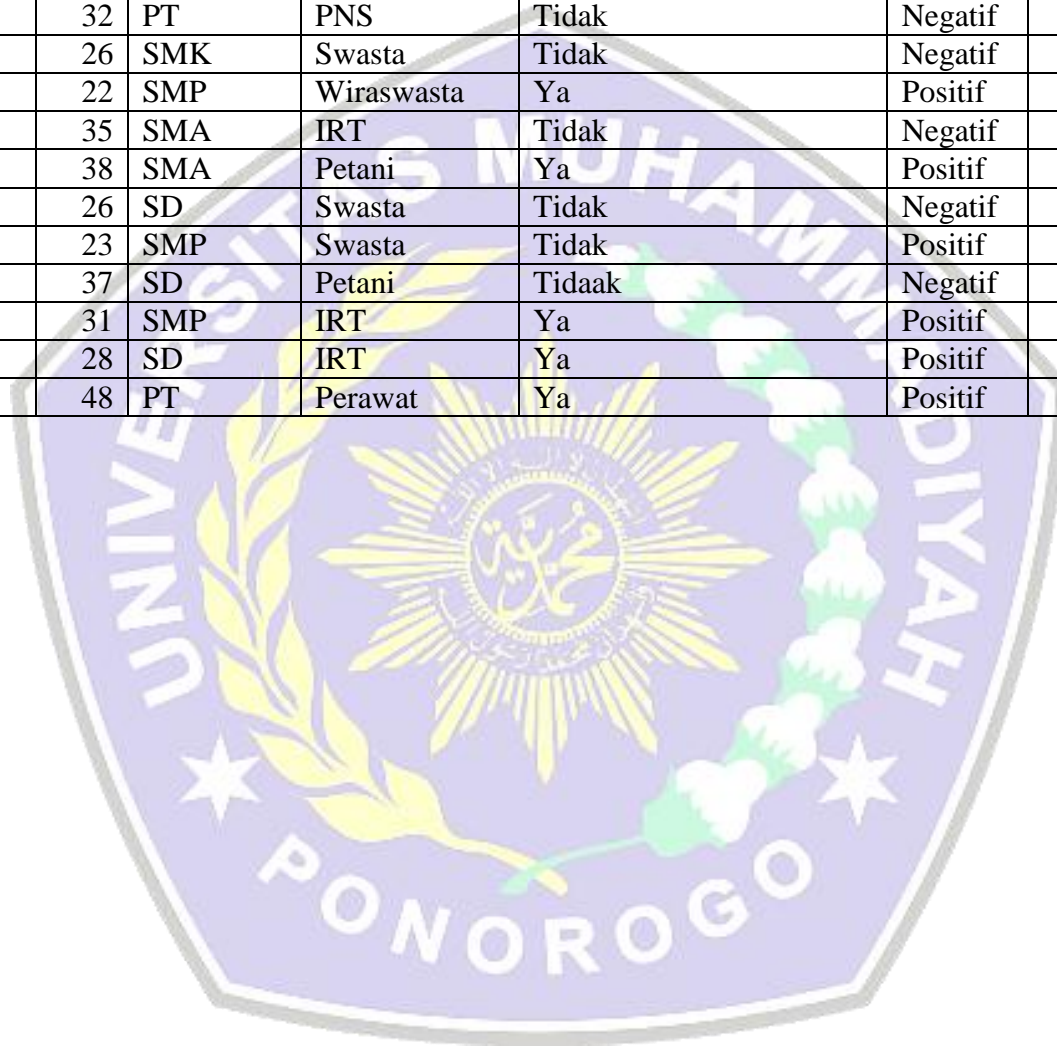 32 PT PNS Tidak Negatif
26 SMK Swasta Tidak Negatif
22 SMP Wiraswasta Ya Positif
35 SMA IRT Tidak Negatif
38 SMA Petani Ya Positif
26 SD Swasta Tidak Negatif
23 SMP Swasta Tidak Positif
37 SD Petani Tidaak Negatif
31 SMP IRT Ya Positif
28 SD IRT Ya Positif
48 PT Perawat Ya Positif
UNIVERSITAS MUHAMMADIYAH
PONOROGO